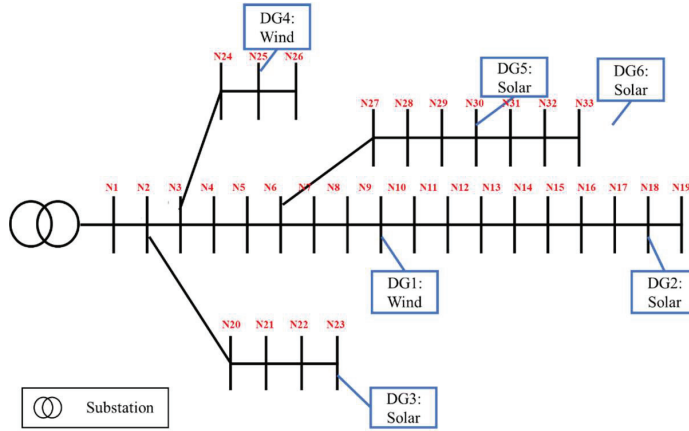 DG4:
Wind
N24 N25 N26
DG5:
Solar
DG6:
Solar
N27 N28 N29 N30 N31 N32 N33
N1 N2 N3 N4 N5 N6 N7 N8 N9 N10 N11 N12 N13 N14 N15 N16 N17 N18 N19
DG1:
Wind
DG2:
Solar
N20 N21 N22 N23
DG3:
Solar
Substation